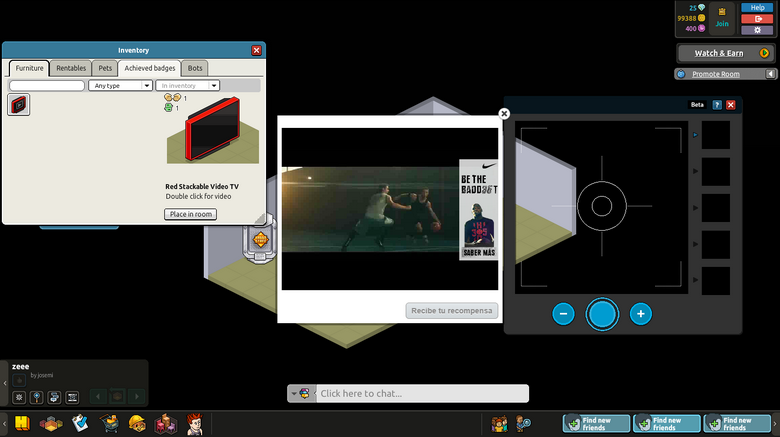 25
99388
400
Join
Help
Watch & Earn
Promote Room
Inventory
Furniture
Rentables
Pets
Achieved badges
Bots
Any type
In inventory
1
1
Red Stackable Video TV
Double click for video
Place in room
Beta
?
BE THE
BADDEST
SABER MÁS
Recibe tu recompensa
zeee
by josemi
Click here to chat...
Find new
friends
Find new
friends
Find new
friends